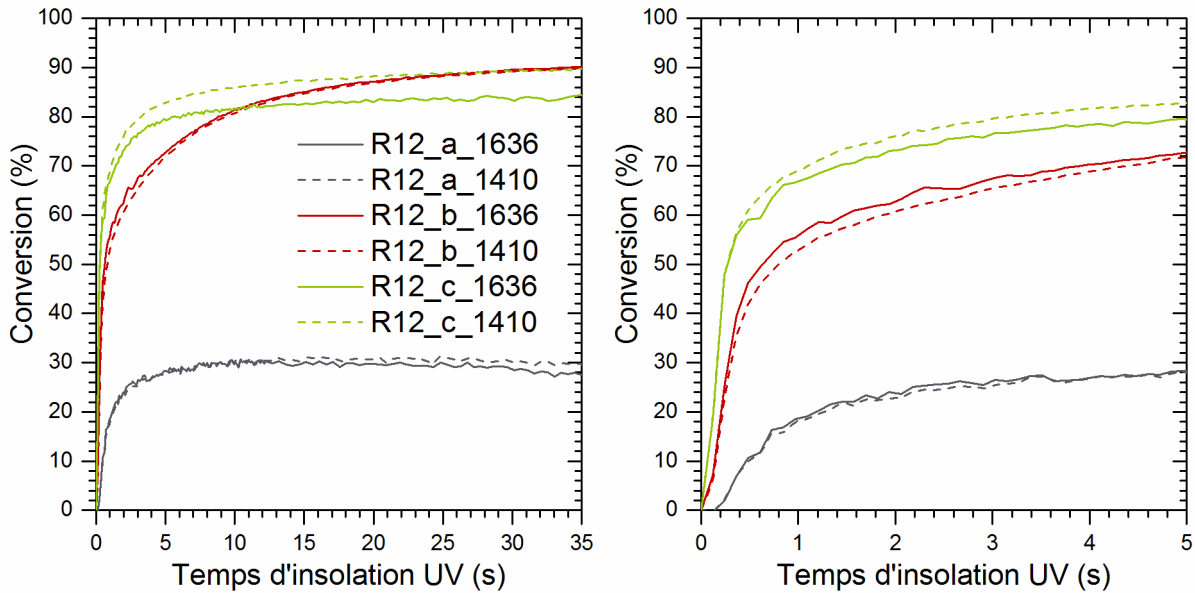 100
90
80
70
60
50
40
30
20
10
0
Conversion (%)
R12_a_1636
R12_a_1410
R12_b_1636
R12_b_1410
R12_c_1636
R12_c_1410
0 5 10 15 20 25 30 35
Temps d'insolation UV (s)
100
90
80
70
60
50
40
30
20
10
0
Conversion (%)
0 1 2 3 4 5
Temps d'insolation UV (s)